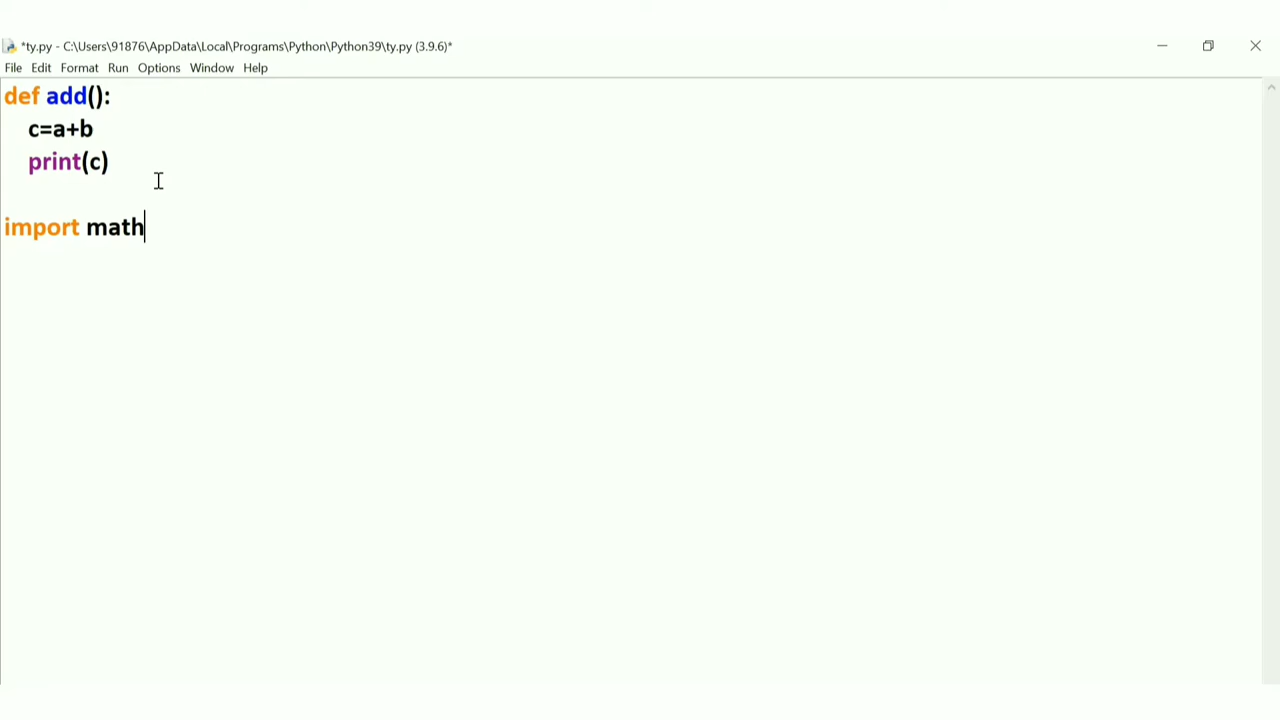 *ty.py - C:\Users\91876\AppData\Local\Programs\Python\Python39\ty.py (3.9.6)*
File Edit Format Run Options Window Help
def add():
    c=a+b
    print(c)
import math